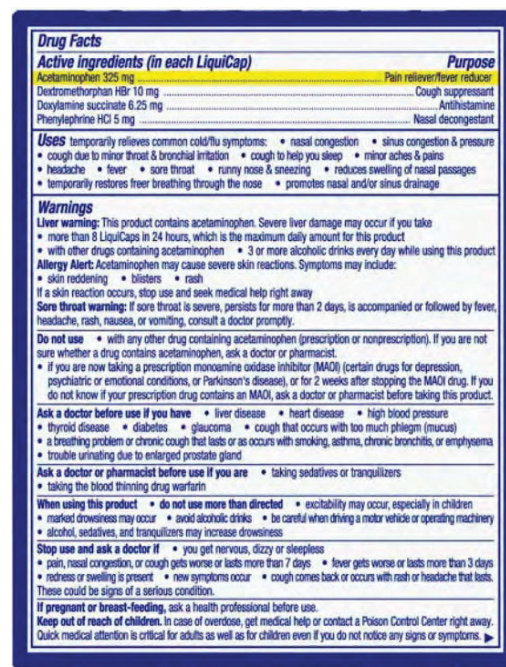 Drug Facts
Active ingredients (in each LiquiCap) Purpose
Acetaminophen 325 mg ... Pain reliever/fever reducer
Dextromethorphan HBr 10 mg ... Cough suppressant
Doxylamine succinate 6.25 mg ... Antihistamine
Phenylephrine HCl 5 mg ... Nasal decongestant
Uses temporarily relieves common cold/flu symptoms: • nasal congestion • sinus congestion & pressure
• cough due to minor throat & bronchial irritation • cough to help you sleep • minor aches & pains
• headache • fever • sore throat • runny nose & sneezing • reduces swelling of nasal passages
• temporarily restores freer breathing through the nose • promotes nasal and/or sinus drainage
Warnings
Liver warning: This product contains acetaminophen. Severe liver damage may occur if you take
• more than 8 LiquiCaps in 24 hours, which is the maximum daily amount for this product
• with other drugs containing acetaminophen • 3 or more alcoholic drinks every day while using this product
Allergy Alert: Acetaminophen may cause severe skin reactions. Symptoms may include:
• skin reddening • blisters • rash
If a skin reaction occurs, stop use and seek medical help right away
Sore throat warning: If sore throat is severe, persists for more than 2 days, is accompanied or followed by fever,
headache, rash, nausea, or vomiting, consult a doctor promptly.
Do not use • with any other drug containing acetaminophen (prescription or nonprescription). If you are not
sure whether a drug contains acetaminophen, ask a doctor or pharmacist.
• if you are now taking a prescription monoamine oxidase inhibitor (MAOI) (certain drugs for depression,
psychiatric or emotional conditions, or Parkinson's disease), or for 2 weeks after stopping the MAOI drug. If you
do not know if your prescription drug contains an MAOI, ask a doctor or pharmacist before taking this product.
Ask a doctor before use if you have • liver disease • heart disease • high blood pressure
• thyroid disease • diabetes • glaucoma • cough that occurs with too much phlegm (mucus)
• a breathing problem or chronic cough that lasts or as occurs with smoking, asthma, chronic bronchitis, or emphysema
• trouble urinating due to enlarged prostate gland
Ask a doctor or pharmacist before use if you are • taking sedatives or tranquilizers
• taking the blood thinning drug warfarin
When using this product • do not use more than directed • excitability may occur, especially in children
• marked drowsiness may occur • avoid alcoholic drinks • be careful when driving a motor vehicle or operating machinery
• alcohol, sedatives, and tranquilizers may increase drowsiness
Stop use and ask a doctor if • you get nervous, dizzy or sleepless
• pain, nasal congestion, or cough gets worse or lasts more than 7 days • fever gets worse or lasts more than 3 days
• redness or swelling is present • new symptoms occur • cough comes back or occurs with rash or headache that lasts.
These could be signs of a serious condition.
If pregnant or breast-feeding, ask a health professional before use.
Keep out of reach of children. In case of overdose, get medical help or contact a Poison Control Center right away.
Quick medical attention is critical for adults as well as for children even if you do not notice any signs or symptoms. ▶